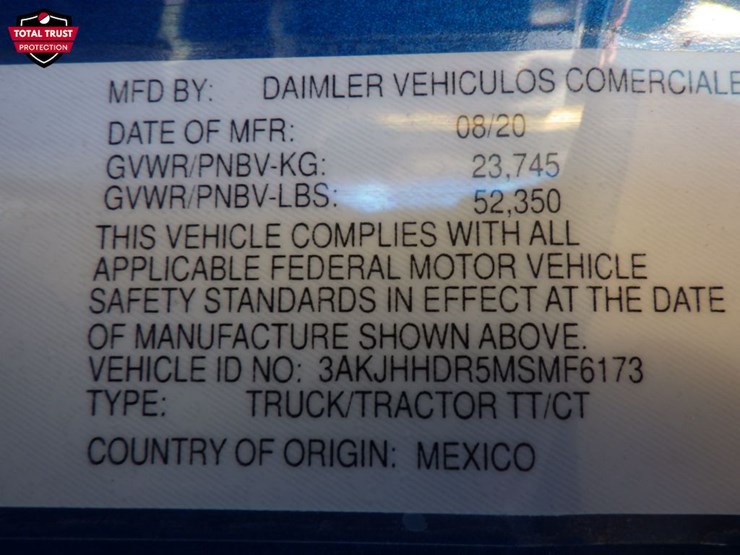 TOTAL TRUST
PROTECTION
MFD BY: DAIMLER VEHICULOS COMERCIALE
DATE OF MFR: 08/20
GVWR/PNBV-KG: 23,745
GVWR/PNBV-LBS: 52,350
THIS VEHICLE COMPLIES WITH ALL
APPLICABLE FEDERAL MOTOR VEHICLE
SAFETY STANDARDS IN EFFECT AT THE DATE
OF MANUFACTURE SHOWN ABOVE.
VEHICLE ID NO: 3AKJHHDR5MSMF6173
TYPE: TRUCK/TRACTOR TT/CT
COUNTRY OF ORIGIN: MEXICO